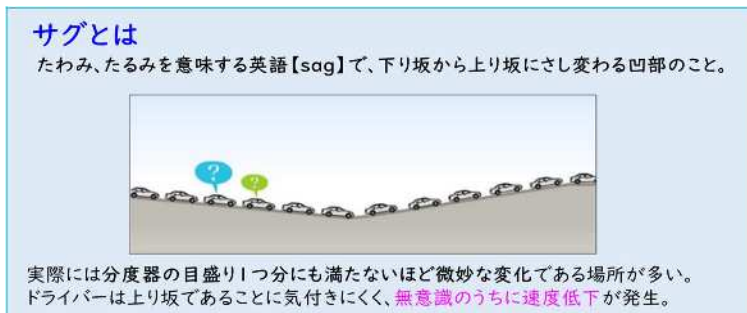 サグとは
たわみ、たるみを意味する英語【sag】で、下り坂から上り坂にさし変わる凹部のこと。
?
?
実際には分度器の目盛り1つ分にも満たないほど微妙な変化である場所が多い。
ドライバーは上り坂であることに気付きにくく、無意識のうちに速度低下が発生。